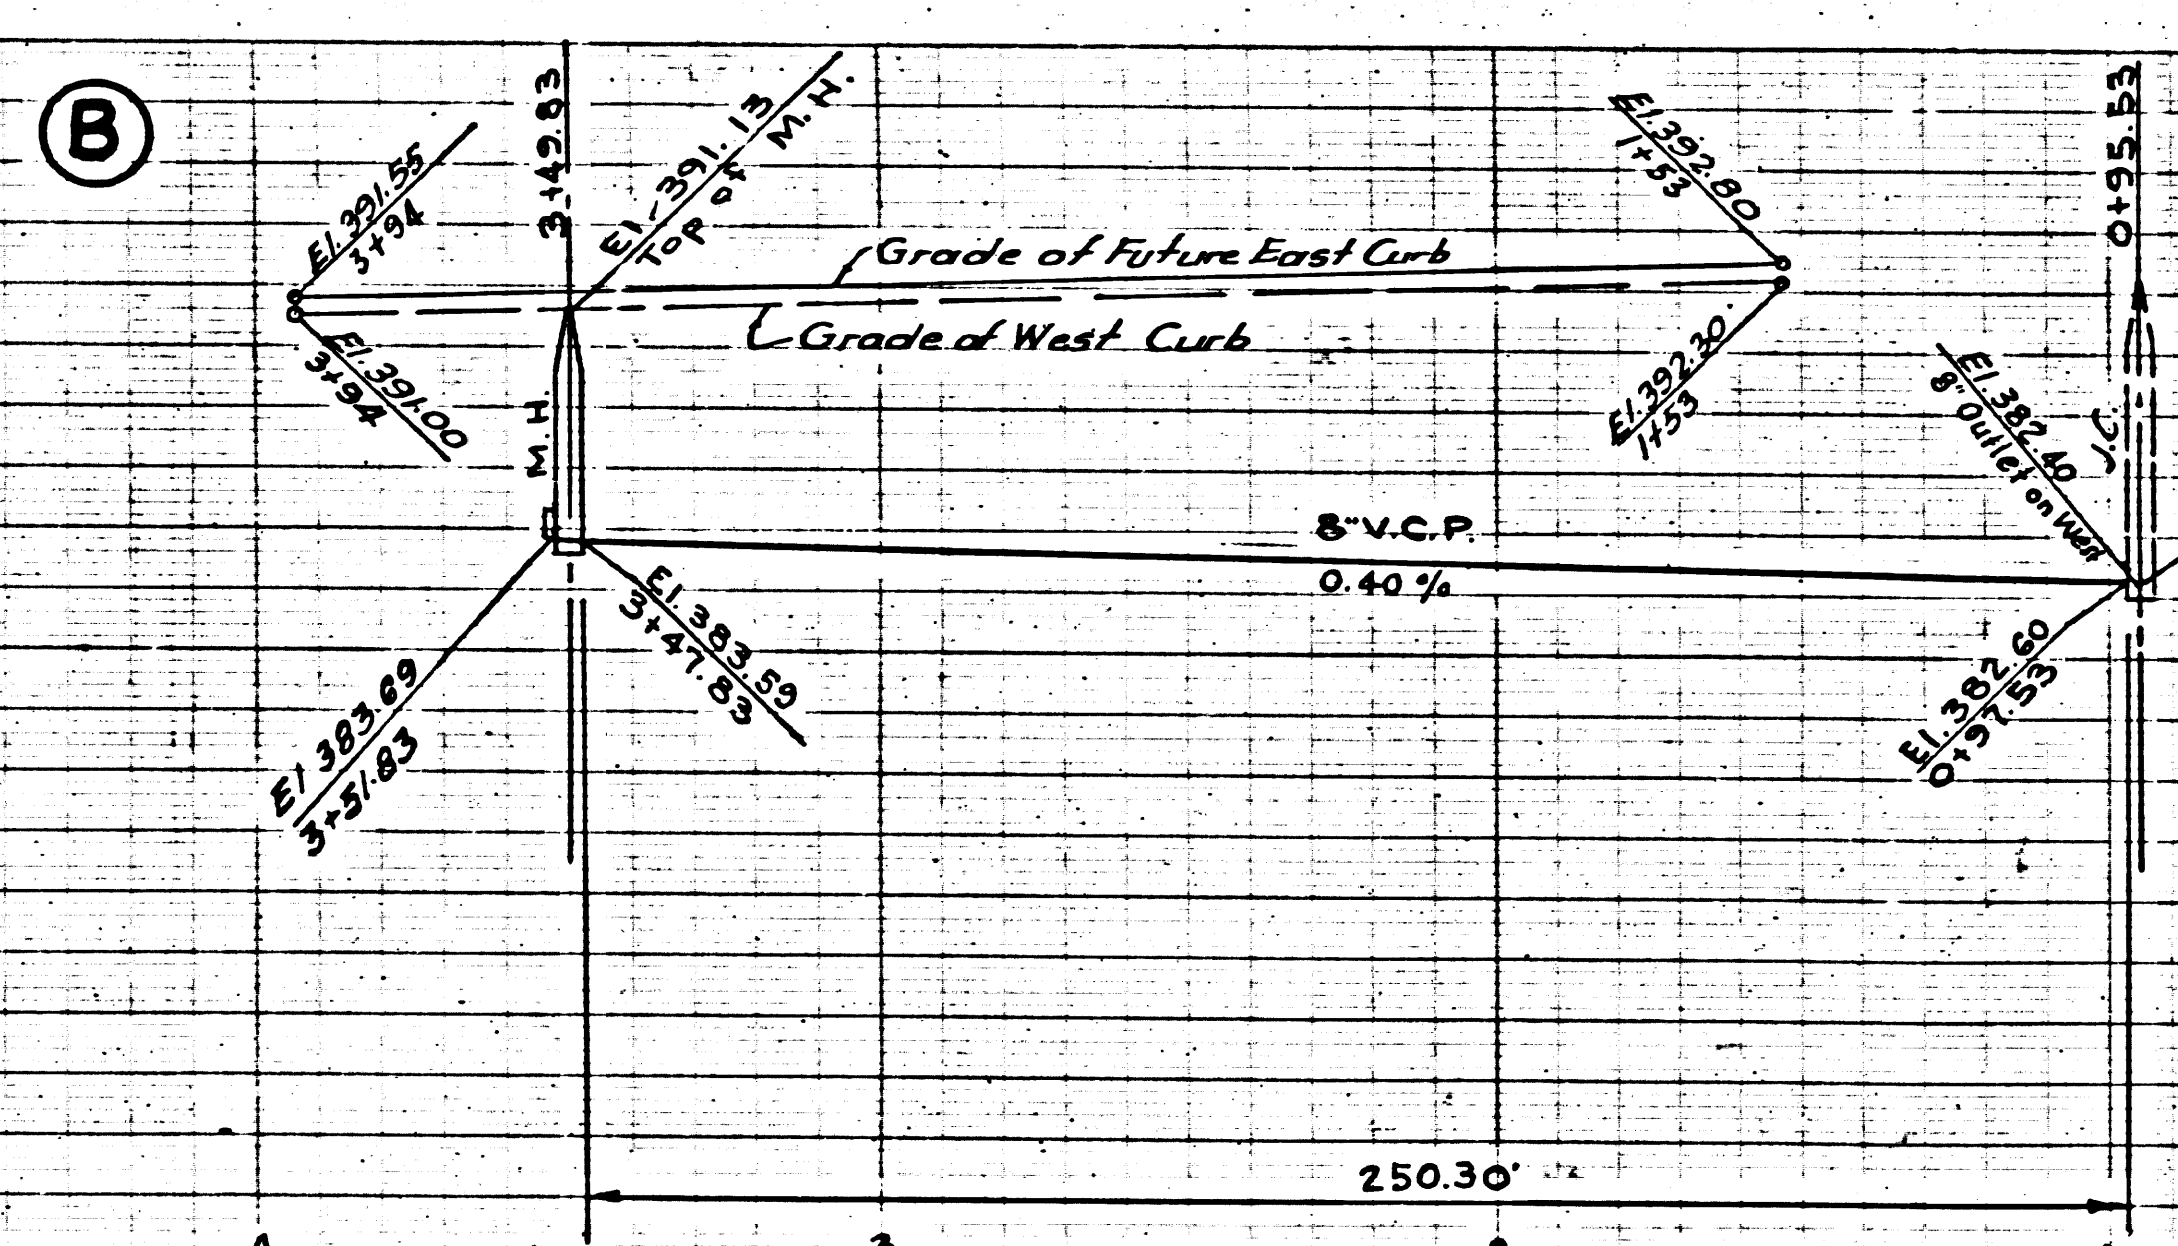 B
3+49.83
El-391.13
Top of M.H.
El. 391.55
3+94
El. 391.00
3+94
Grade of Future East Curb
Grade of West Curb
El. 392.80
1+53
El. 392.30
1+53
0+95.53
El. 382.40
8" Outlet on West
M.H.
8" V.C.P.
0.40 %
El. 383.69
3+51.83
El. 383.59
3+47.83
El. 382.60
0+97.53
250.30'
3